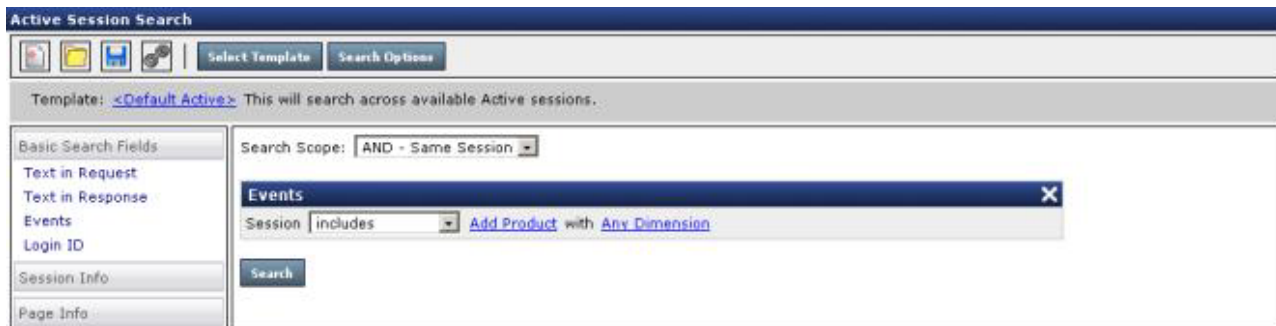 Active Session Search
Select Template Search Options
Template: <Default Active> This will search across available Active sessions.
Basic Search Fields
Text in Request
Text in Response
Events
Login ID
Session Info
Page Info
Search Scope: AND - Same Session
Events
Session includes Add Product with Any Dimension
Search